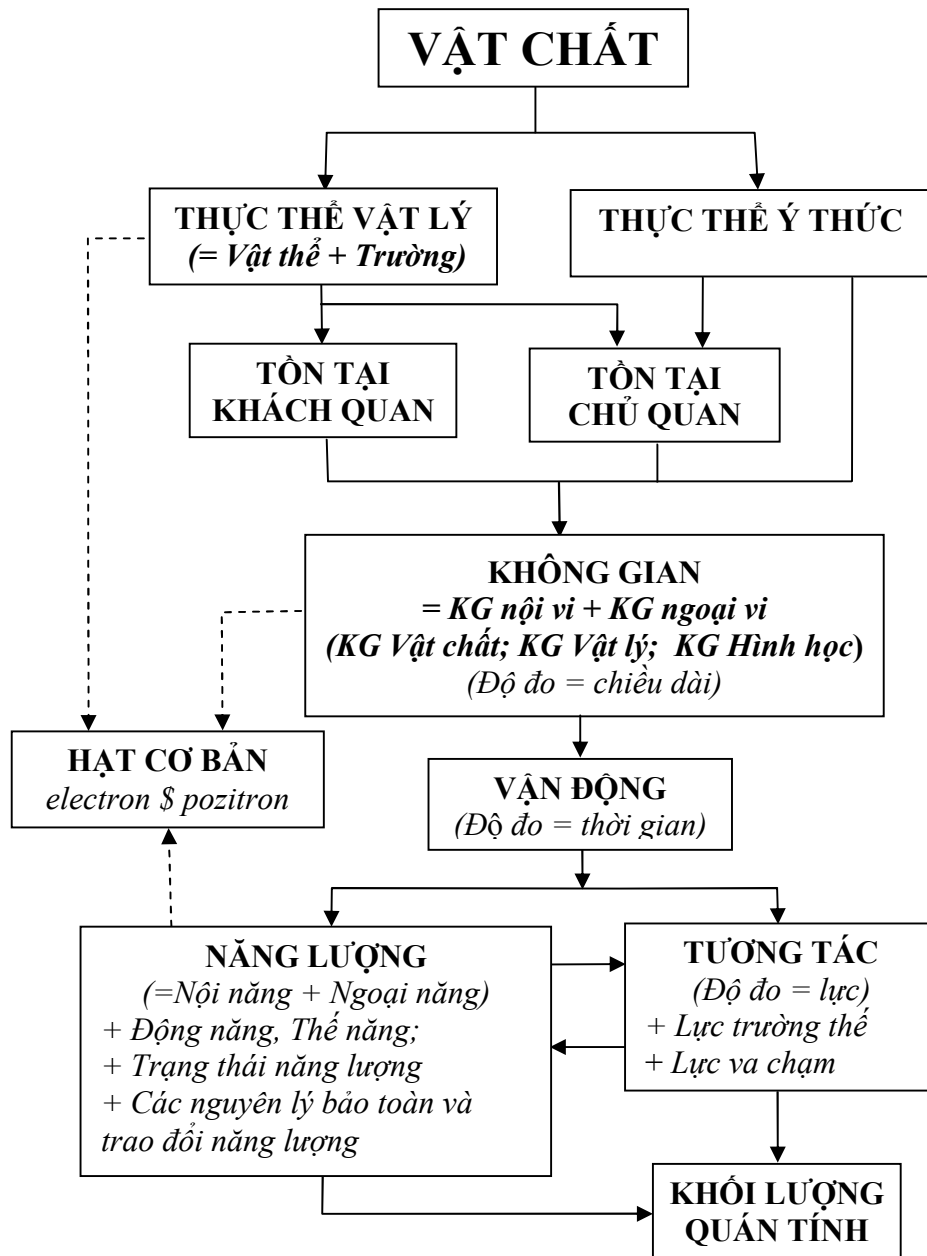 VẬT CHẤT
THỰC THỂ VẬT LÝ
(= Vật thể + Trường)
THỰC THỂ Ý THỨC
TỒN TẠI
KHÁCH QUAN
TỒN TẠI
CHỦ QUAN
KHÔNG GIAN
= KG nội vi + KG ngoại vi
(KG Vật chất; KG Vật lý; KG Hình học)
(Độ đo = chiều dài)
HẠT CƠ BẢN
electron $ pozitron
VẬN ĐỘNG
(Độ đo = thời gian)
NĂNG LƯỢNG
(=Nội năng + Ngoại năng)
+ Động năng, Thế năng;
+ Trạng thái năng lượng
+ Các nguyên lý bảo toàn và
trao đổi năng lượng
TƯƠNG TÁC
(Độ đo = lực)
+ Lực trường thế
+ Lực va chạm
KHỐI LƯỢNG
QUÁN TÍNH